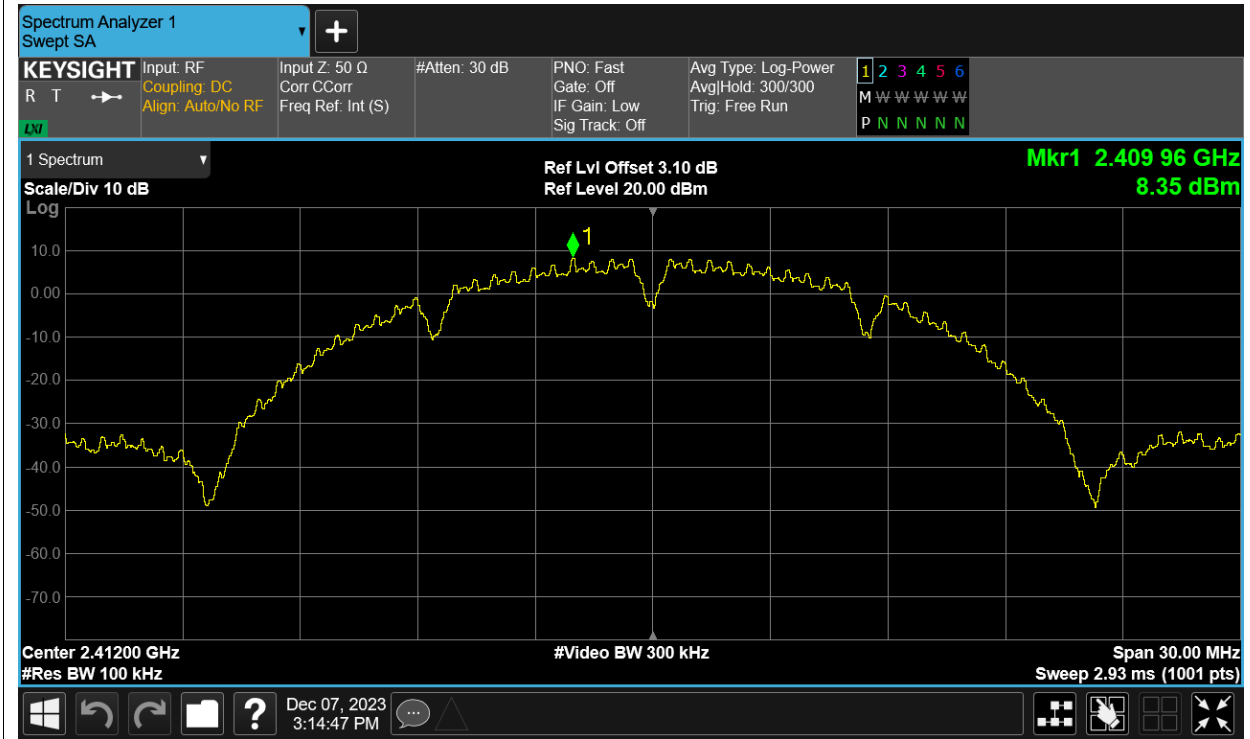 Spectrum Analyzer 1
Swept SA
KEYSIGHT
R T
LXI
Input: RF
Coupling: DC
Align: Auto/No RF
Input Z: 50 Ω
Corr CCorr
Freq Ref: Int (S)
#Atten: 30 dB
PNO: Fast
Gate: Off
IF Gain: Low
Sig Track: Off
Avg Type: Log-Power
Avg|Hold: 300/300
Trig: Free Run
1 2 3 4 5 6
M W W W W W
P N N N N N
1 Spectrum
Scale/Div 10 dB
Log
Ref Lvl Offset 3.10 dB
Ref Level 20.00 dBm
Mkr1 2.409 96 GHz
8.35 dBm
1
10.0
0.00
-10.0
-20.0
-30.0
-40.0
-50.0
-60.0
-70.0
Center 2.41200 GHz
#Res BW 100 kHz
#Video BW 300 kHz
Span 30.00 MHz
Sweep 2.93 ms (1001 pts)
?
Dec 07, 2023
3:14:47 PM